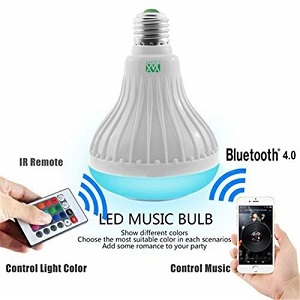 IR Remote
Bluetooth® 4.0
LED MUSIC BULB
Show different colors
Choose the most suitable color in each scenarios
Add some romance to your party
Control Light Color
Control Music